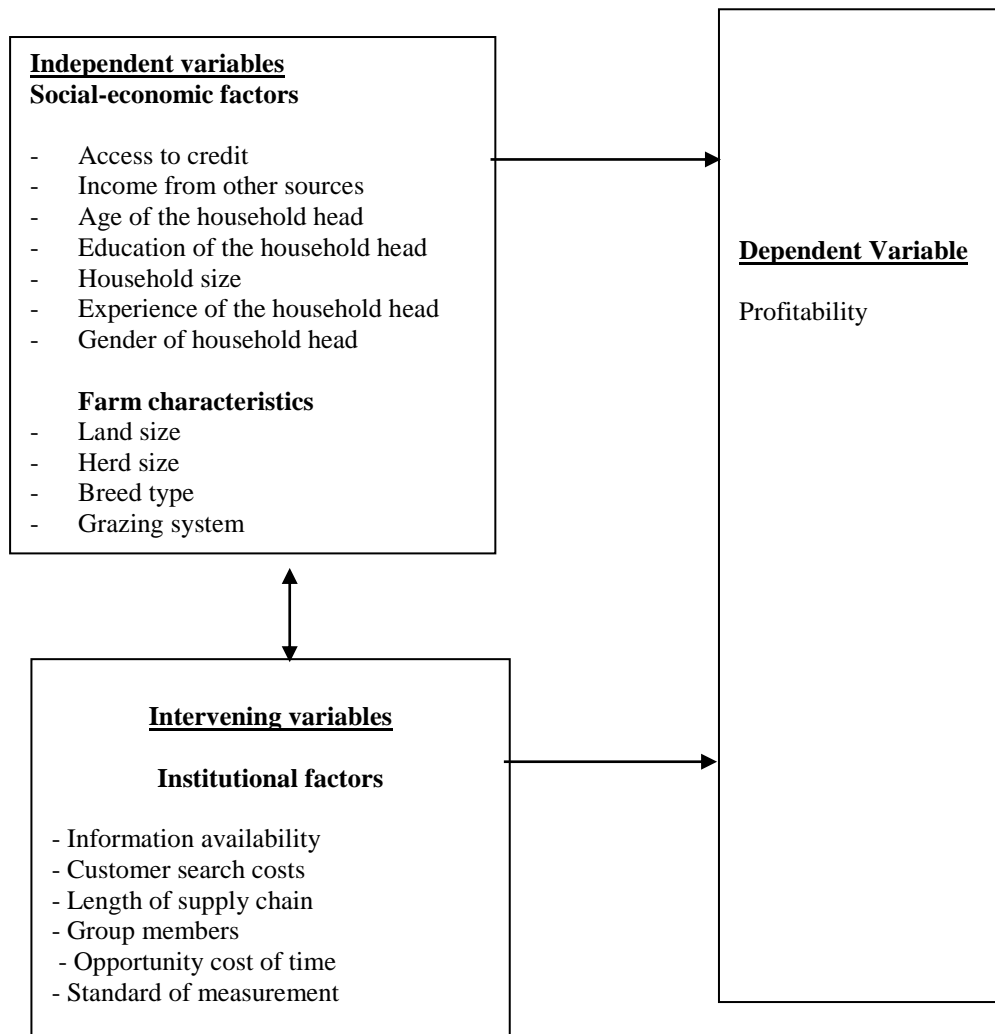 Independent variables
Social-economic factors
- Access to credit
- Income from other sources
- Age of the household head
- Education of the household head
- Household size
- Experience of the household head
- Gender of household head
Farm characteristics
- Land size
- Herd size
- Breed type
- Grazing system
Dependent Variable
Profitability
Intervening variables
Institutional factors
- Information availability
- Customer search costs
- Length of supply chain
- Group members
- Opportunity cost of time
- Standard of measurement